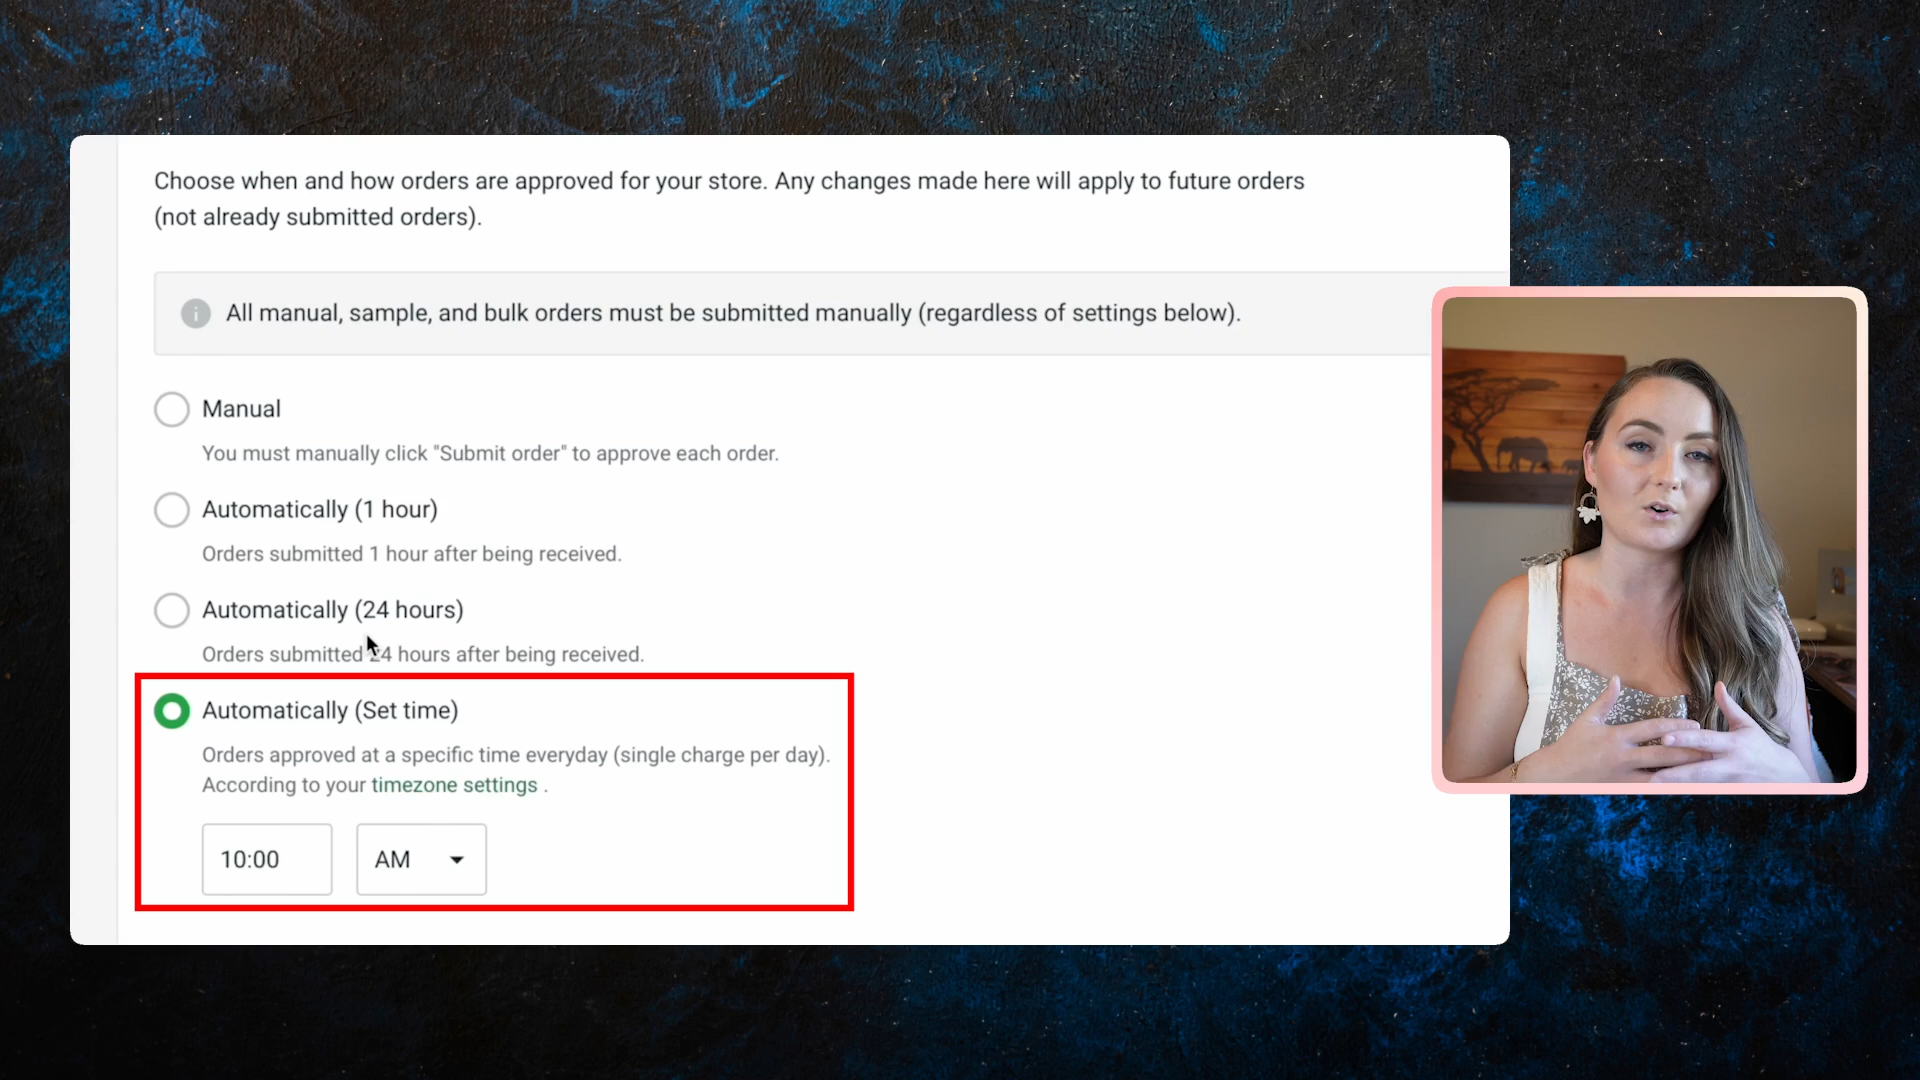 Choose when and how orders are approved for your store. Any changes made here will apply to future orders
(not already submitted orders).
All manual, sample, and bulk orders must be submitted manually (regardless of settings below).
Manual
You must manually click "Submit order" to approve each order.
Automatically (1 hour)
Orders submitted 1 hour after being received.
Automatically (24 hours)
Orders submitted 24 hours after being received.
Automatically (Set time)
Orders approved at a specific time everyday (single charge per day).
According to your timezone settings .
10:00 AM